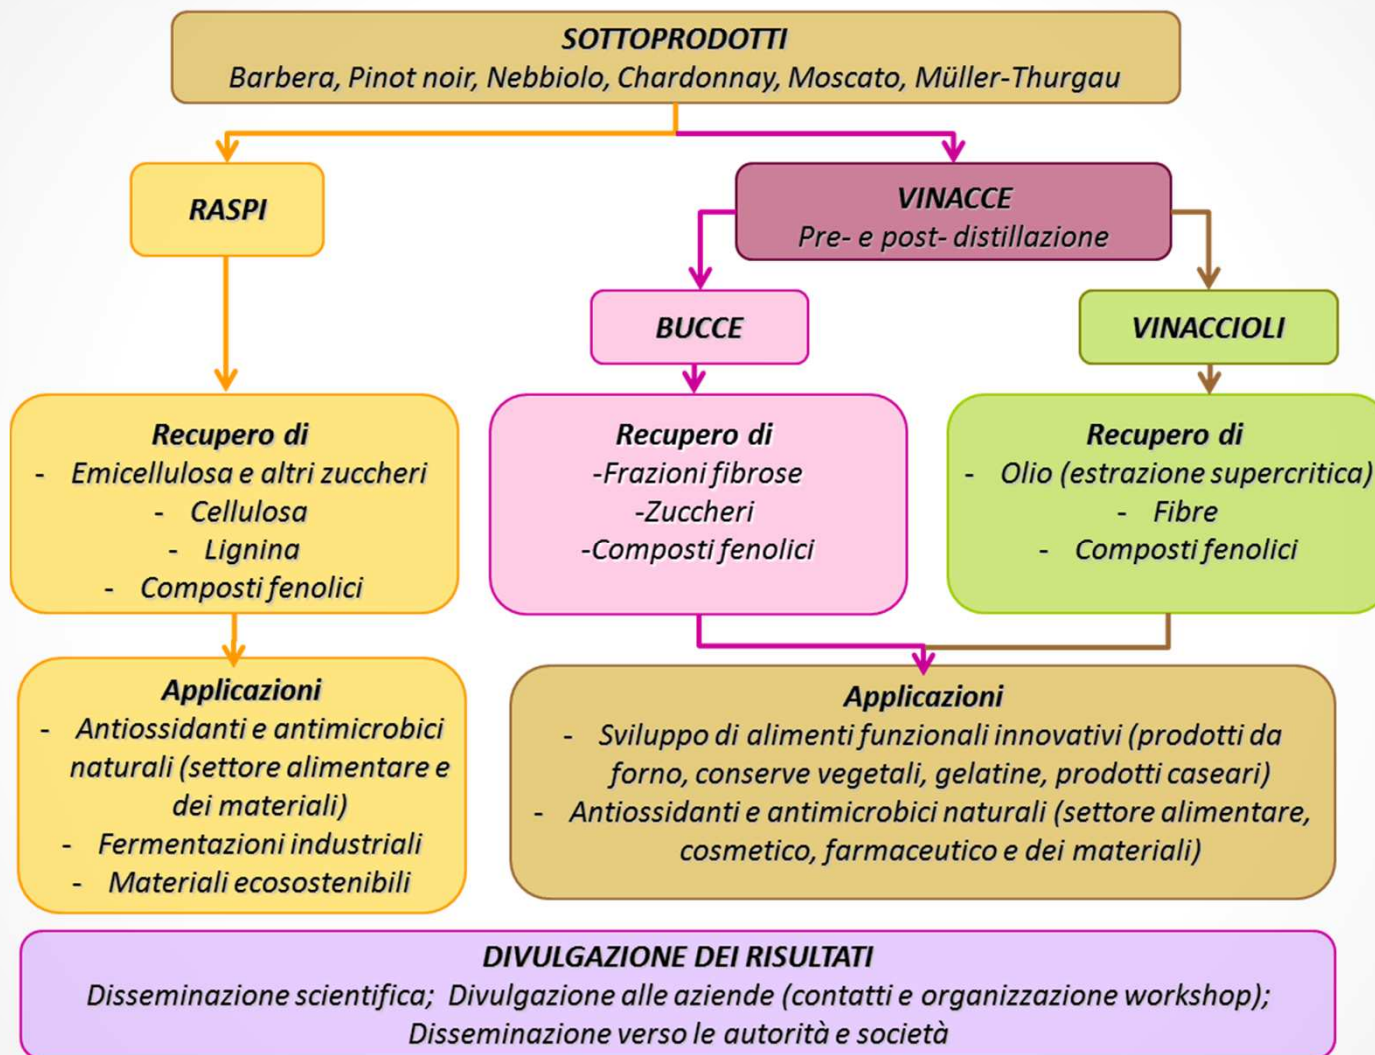 SOTTOPRODOTTI
Barbera, Pinot noir, Nebbiolo, Chardonnay, Moscato, Müller-Thurgau
RASPI
VINACCE
Pre- e post- distillazione
BUCCE
VINACCIOLI
Recupero di
- Emicellulosa e altri zuccheri
- Cellulosa
- Lignina
- Composti fenolici
Recupero di
-Frazioni fibrose
-Zuccheri
-Composti fenolici
Recupero di
- Olio (estrazione supercritica)
- Fibre
- Composti fenolici
Applicazioni
- Antiossidanti e antimicrobici
naturali (settore alimentare e
dei materiali)
- Fermentazioni industriali
- Materiali ecosostenibili
Applicazioni
- Sviluppo di alimenti funzionali innovativi (prodotti da
forno, conserve vegetali, gelatine, prodotti caseari)
- Antiossidanti e antimicrobici naturali (settore alimentare,
cosmetico, farmaceutico e dei materiali)
DIVULGAZIONE DEI RISULTATI
Disseminazione scientifica; Divulgazione alle aziende (contatti e organizzazione workshop);
Disseminazione verso le autorità e società